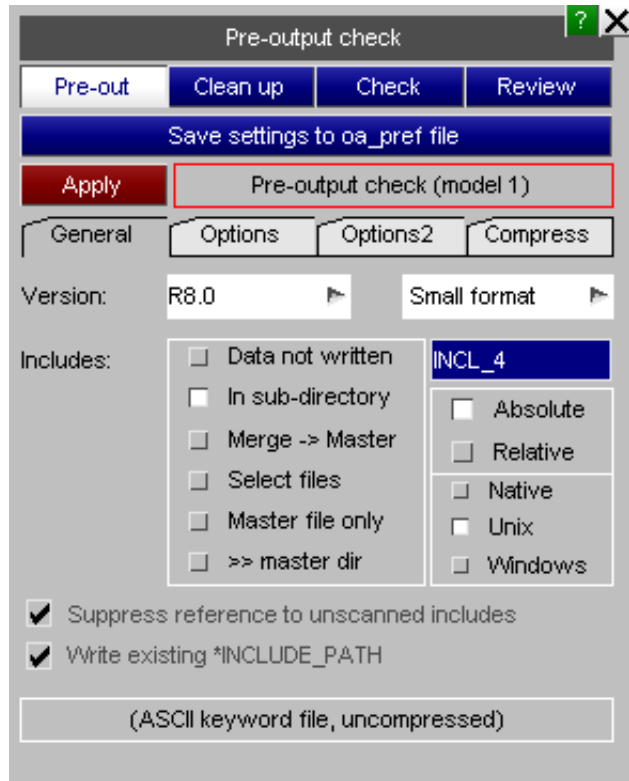 Pre-output check ? X
Pre-out Clean up Check Review
Save settings to oa_pref file
Apply Pre-output check (model 1)
General Options Options2 Compress
Version: R8.0 Small format
Includes: Data not written INCL_4
In sub-directory Absolute
Merge -> Master Relative
Select files Native
Master file only Unix
>> master dir Windows
Suppress reference to unscanned includes
Write existing *INCLUDE_PATH
(ASCII keyword file, uncompressed)